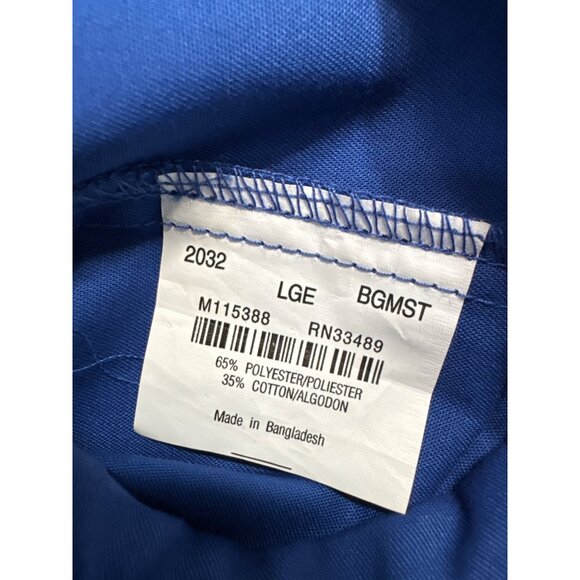 2032 LGE BGMST
M115388 RN33489
65% POLYESTER/POLIESTER
35% COTTON/ALGODON
Made in Bangladesh